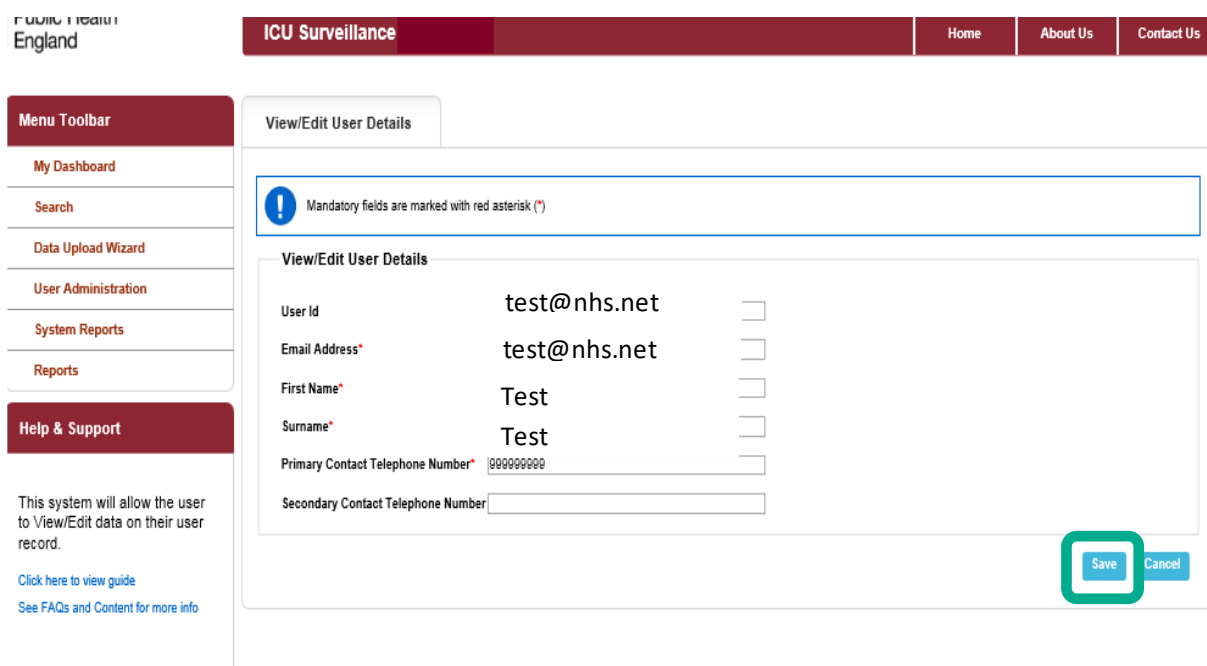 Public Health
England
ICU Surveillance
Home
About Us
Contact Us
Menu Toolbar
My Dashboard
Search
Data Upload Wizard
User Administration
System Reports
Reports
Help & Support
This system will allow the user
to View/Edit data on their user
record.
Click here to view guide
See FAQs and Content for more info
View/Edit User Details
! Mandatory fields are marked with red asterisk (*)
View/Edit User Details
User Id test@nhs.net
Email Address* test@nhs.net
First Name* Test
Surname* Test
Primary Contact Telephone Number* 999999999
Secondary Contact Telephone Number
Save Cancel